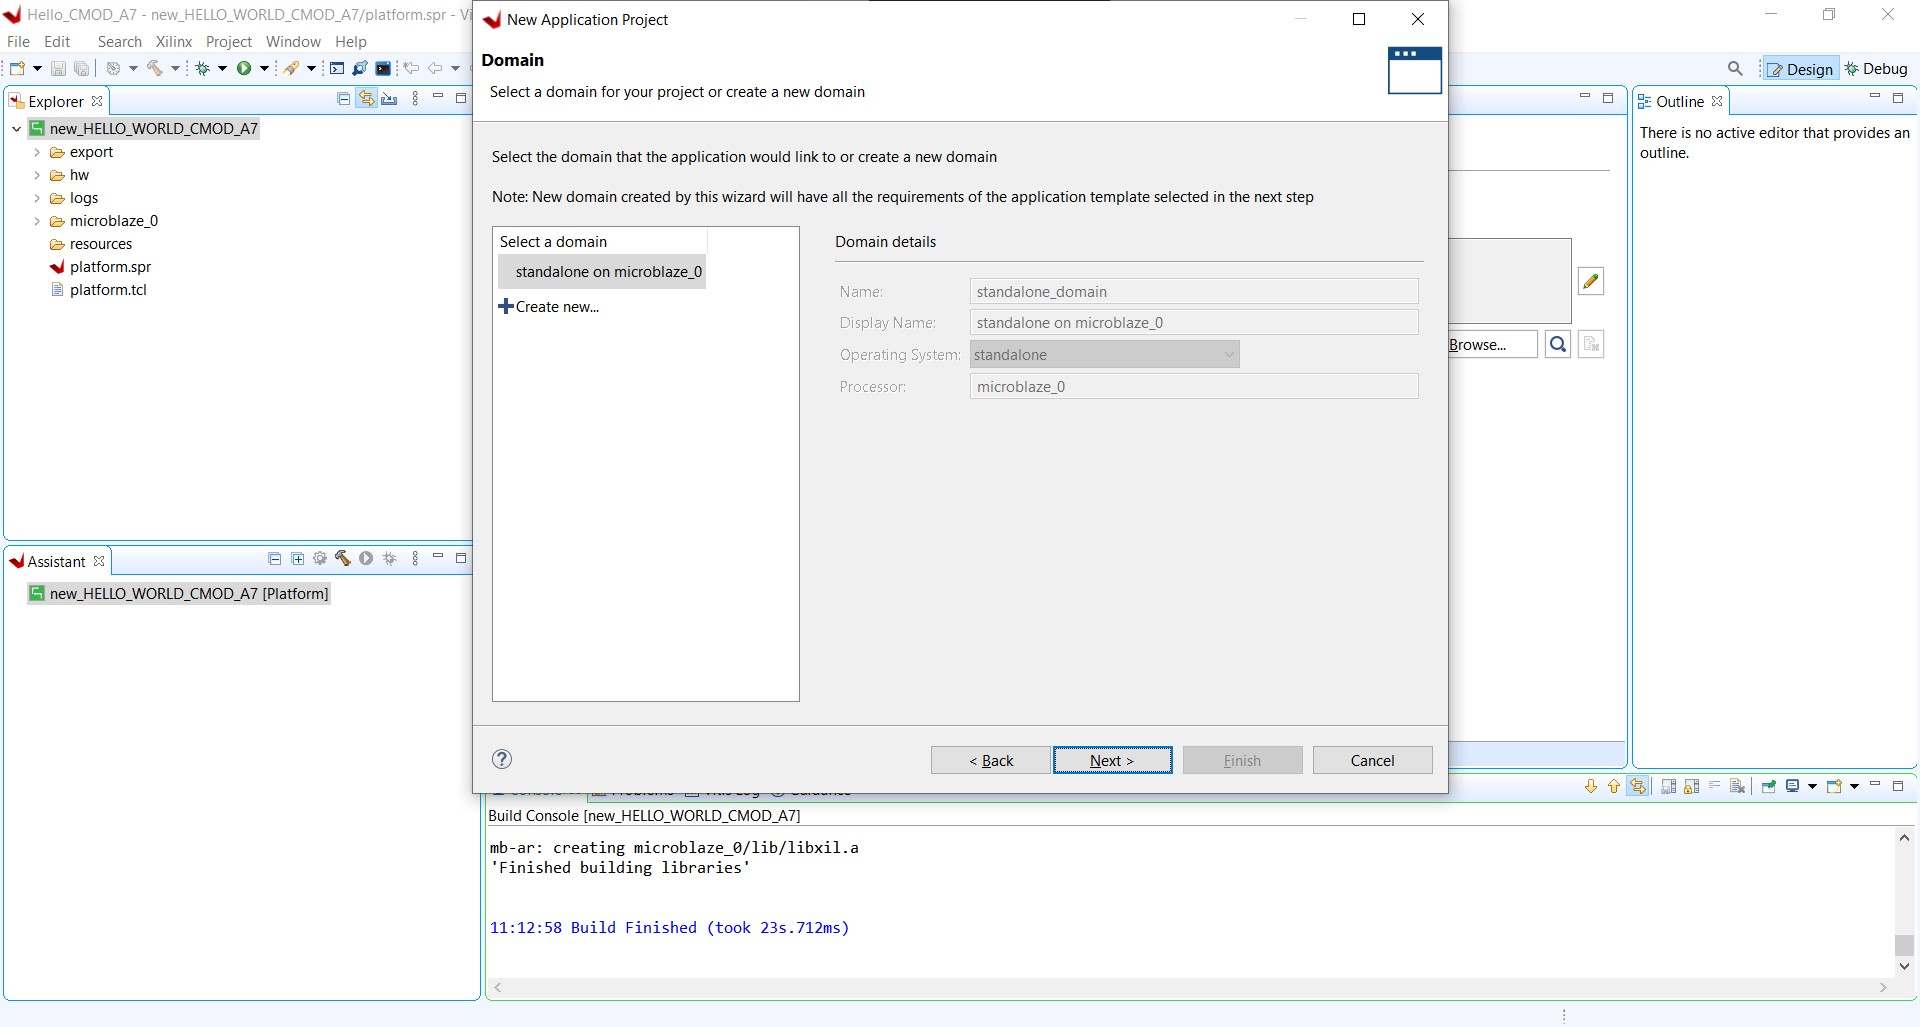 Hello_CMOD_A7 - new_HELLO_WORLD_CMOD_A7/platform.spr - Vi
File Edit Search Xilinx Project Window Help
Design Debug
Explorer
new_HELLO_WORLD_CMOD_A7
export
hw
logs
microblaze_0
resources
platform.spr
platform.tcl
Assistant
new_HELLO_WORLD_CMOD_A7 [Platform]
New Application Project
Domain
Select a domain for your project or create a new domain
Select the domain that the application would link to or create a new domain
Note: New domain created by this wizard will have all the requirements of the application template selected in the next step
Select a domain
standalone on microblaze_0
Create new...
Domain details
Name: standalone_domain
Display Name: standalone on microblaze_0
Operating System: standalone
Processor: microblaze_0
< Back Next > Finish Cancel
Browse...
Outline
There is no active editor that provides an
outline.
Build Console [new_HELLO_WORLD_CMOD_A7]
mb-ar: creating microblaze_0/lib/libxil.a
'Finished building libraries'
11:12:58 Build Finished (took 23s.712ms)